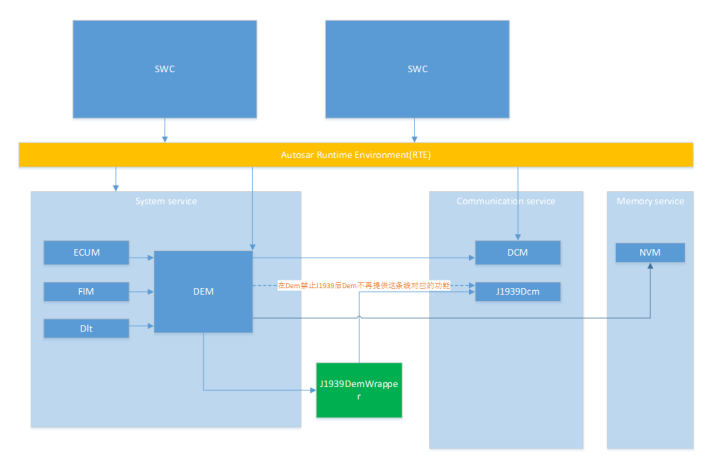 SWC
SWC
Autosar Runtime Environment(RTE)
System service
Communication service
Memory service
ECUM
DCM
NVM
FIM
DEM
在Dem禁止J1939后Dem不再提供这条线对应的功能
J1939Dcm
Dlt
J1939DemWrappe
r